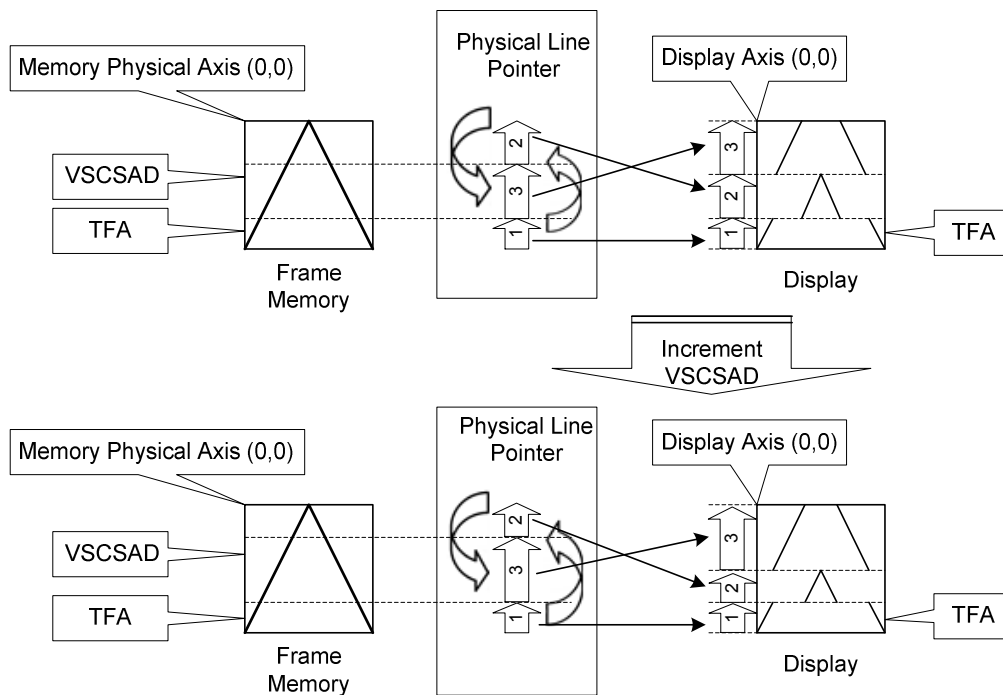 Physical Line
Pointer
Memory Physical Axis (0,0)
Display Axis (0,0)
VSCSAD
TFA
2
3
1
3
2
1
TFA
Frame
Memory
Display
Increment
VSCSAD
Physical Line
Pointer
Memory Physical Axis (0,0)
Display Axis (0,0)
VSCSAD
TFA
2
3
1
3
2
1
TFA
Frame
Memory
Display